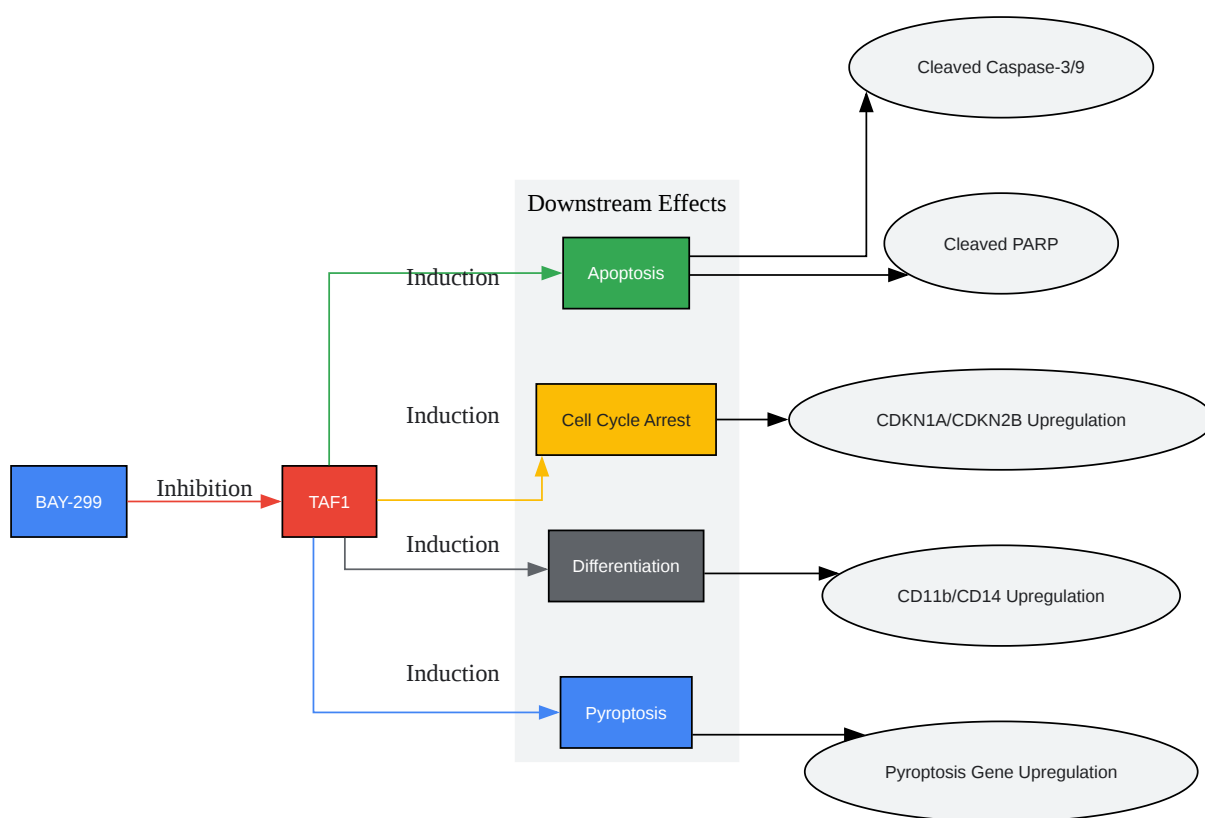 Cleaved Caspase-3/9
Downstream Effects
Cleaved PARP
Induction
Apoptosis
Induction
Cell Cycle Arrest
CDKN1A/CDKN2B Upregulation
BAY-299
Inhibition
TAF1
Induction
Differentiation
CD11b/CD14 Upregulation
Induction
Pyroptosis
Pyroptosis Gene Upregulation